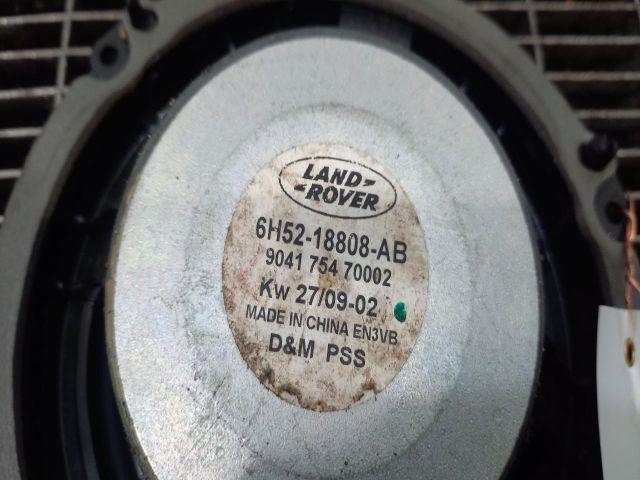 LAND-
-ROVER
6H52-18808-AB
9041 754 70002
Kw 27/09-02
MADE IN CHINA EN3VB
D&M PSS